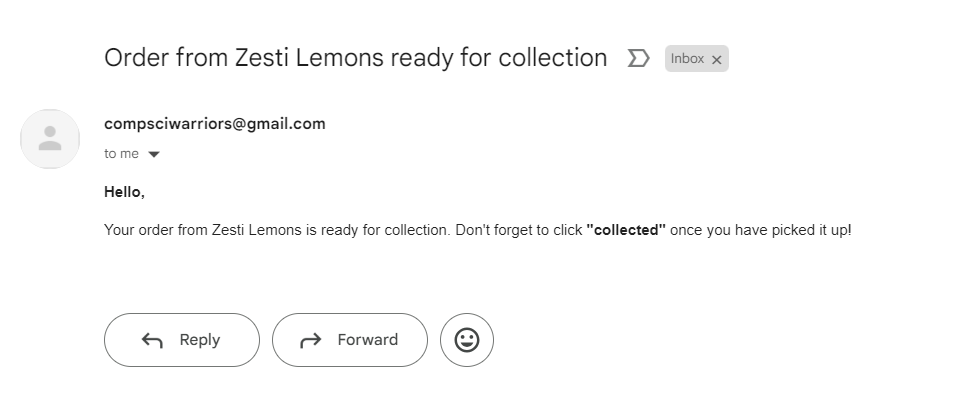 Order from Zesti Lemons ready for collection Inbox ×
compsciwarriors@gmail.com
to me
Hello,
Your order from Zesti Lemons is ready for collection. Don't forget to click "collected" once you have picked it up!
Reply Forward